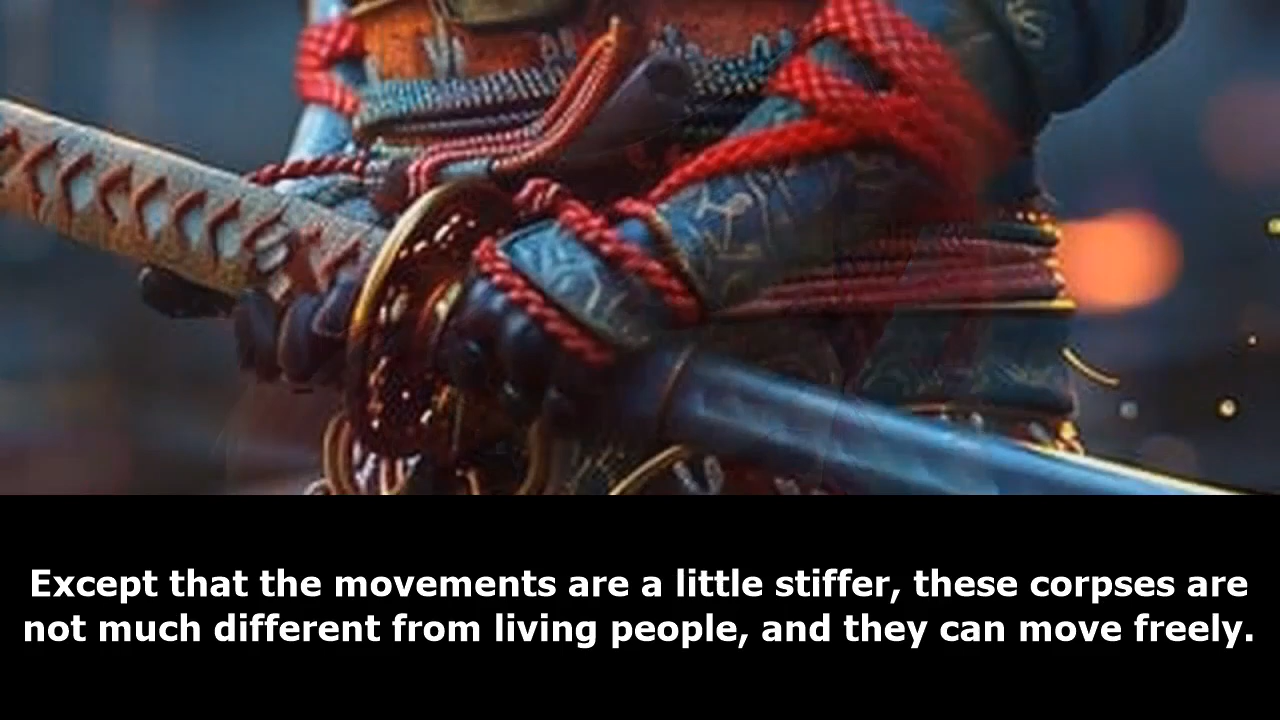 Except that the movements are a little stiffer, these corpses are
not much different from living people, and they can move freely.